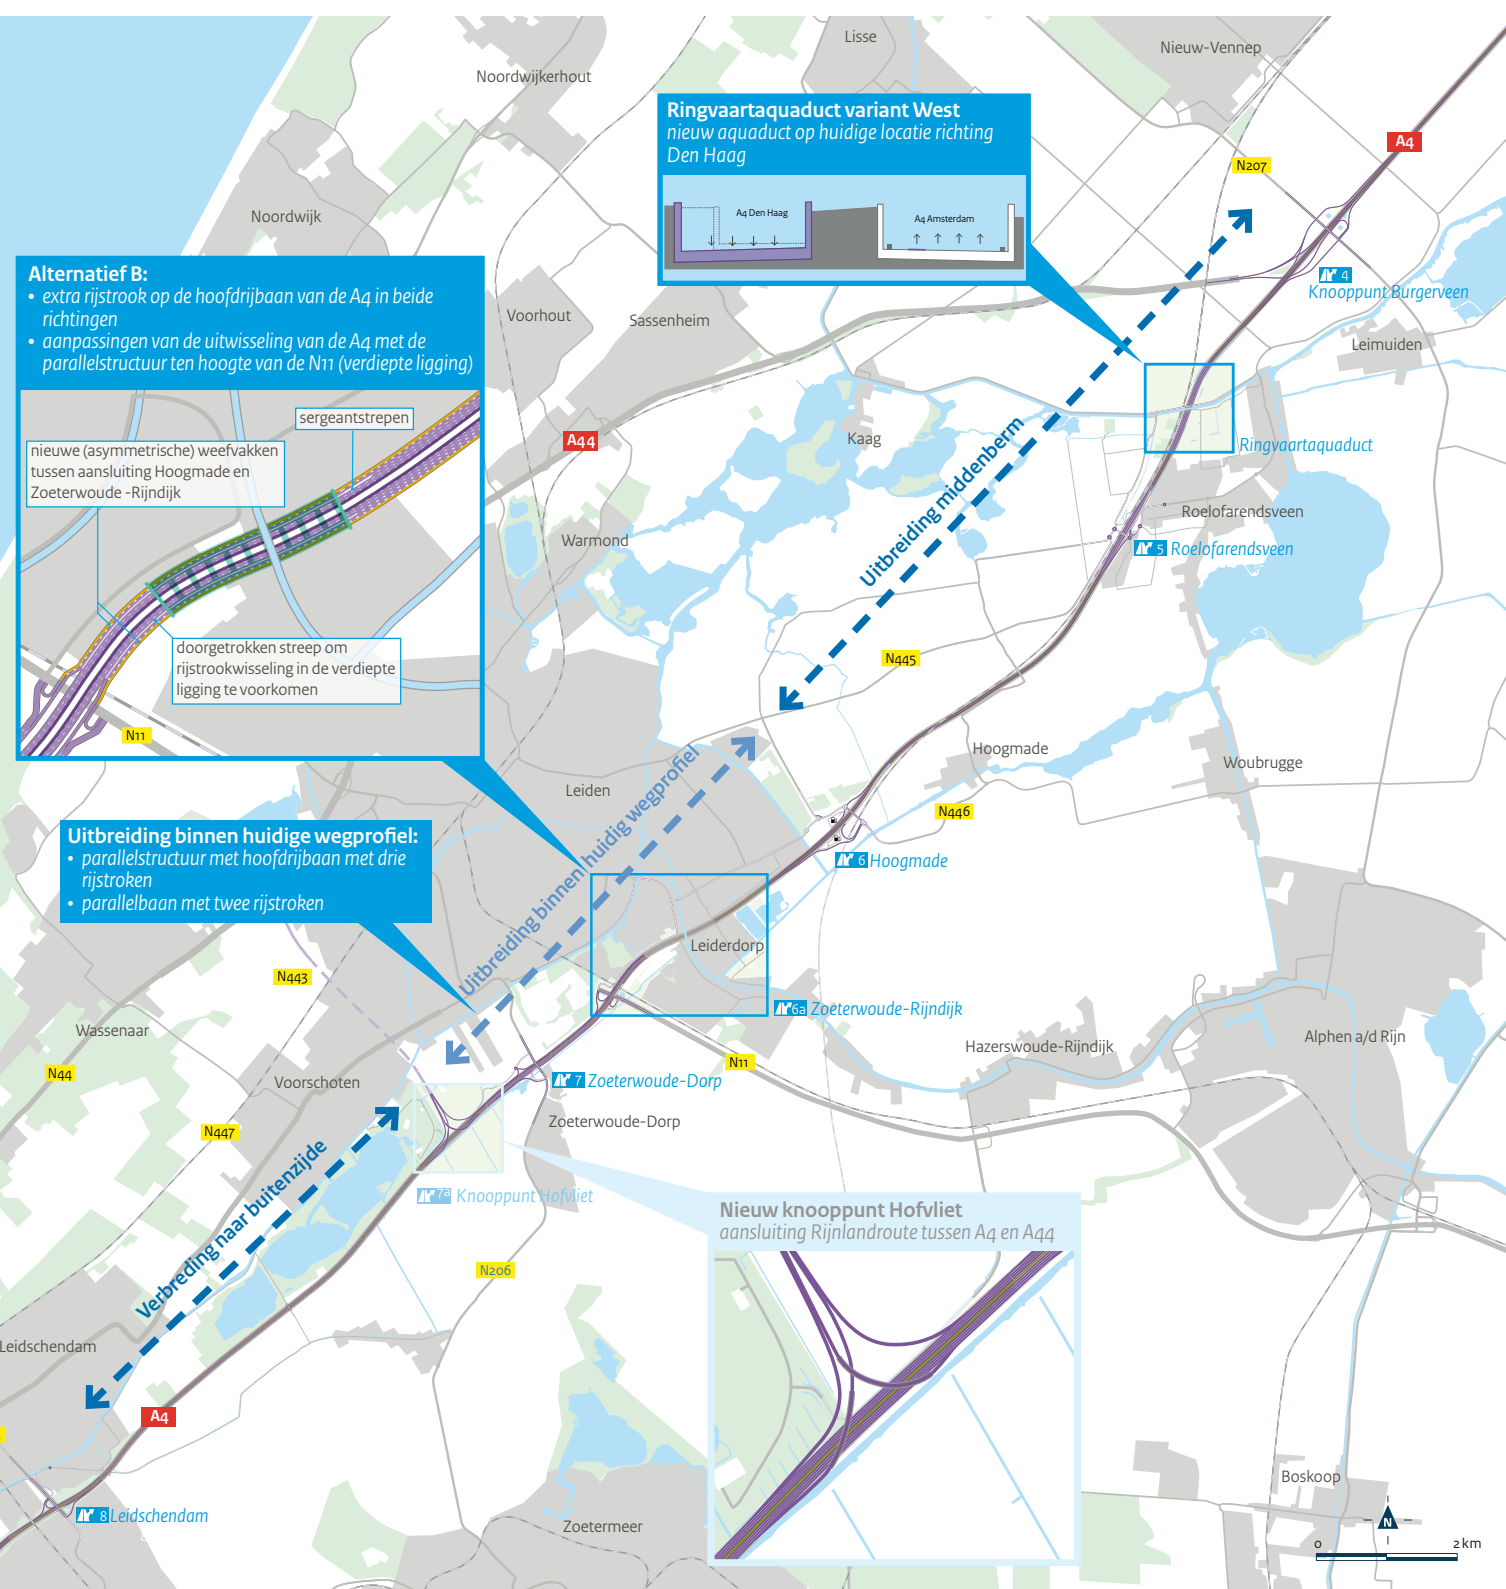 Lisse
Nieuw-Vennep
Noordwijkerhout
Ringvaartaquaduct variant West
nieuw aquaduct op huidige locatie richting
Den Haag
A4 Den Haag
A4 Amsterdam
A4
N207
Noordwijk
4
Knooppunt Burgerveen
Alternatief B:
• extra rijstrook op de hoofdrijbaan van de A4 in beide
richtingen
• aanpassingen van de uitwisseling van de A4 met de
parallelstructuur ten hoogte van de N11 (verdiepte ligging)
sergeantstrepen
nieuwe (asymmetrische) weefvakken
tussen aansluiting Hoogmade en
Zoeterwoude -Rijndijk
doorgetrokken streep om
rijstrookwisseling in de verdiepte
ligging te voorkomen
N11
Voorhout
Sassenheim
Leimuiden
A44
Kaag
Ringvaartaquaduct
Uitbreiding middenberm
Roelofarendsveen
5 Roelofarendsveen
Warmond
N445
Hoogmade
Woubrugge
Leiden
N446
Uitbreiding binnen huidig wegprofiel
Uitbreiding binnen huidige wegprofiel:
• parallelstructuur met hoofdrijbaan met drie
rijstroken
• parallelbaan met twee rijstroken
6 Hoogmade
Leiderdorp
N443
6a Zoeterwoude-Rijndijk
Wassenaar
Alphen a/d Rijn
Hazerswoude-Rijndijk
N44
N11
Voorschoten
7 Zoeterwoude-Dorp
Zoeterwoude-Dorp
N447
Verbreding naar buitenzijde
7a Knooppunt Hofvliet
Nieuw knooppunt Hofvliet
aansluiting Rijnlandroute tussen A4 en A44
N206
Leidschendam
A4
8 Leidschendam
Zoetermeer
Boskoop
N
0
2 km